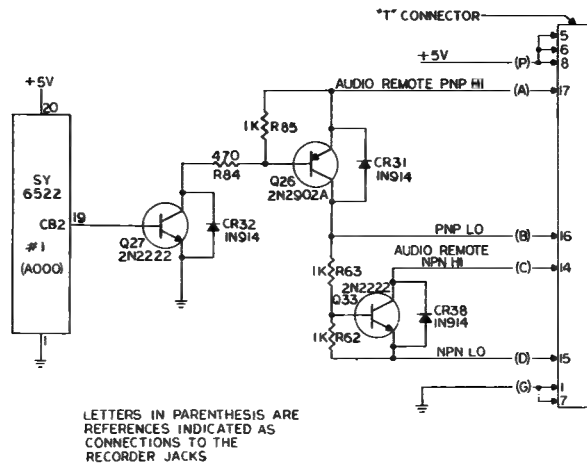 "T" CONNECTOR
5
6
+5V (P) 8
+5V
AUDIO REMOTE PNP HI (A) 17
20
1K R85
470
R84
CR31
1N914
SY
6522
Q26
2N2902A
CB2 19
CR32
1N914
#1
Q27
2N2222
(A000)
PNP LO (B) 16
AUDIO REMOTE
NPN HI (C) 14
1K R63
2N2222
Q33
CR38
1N914
1K R62
1
NPN LO (D) 15
(G) 1
7
LETTERS IN PARENTHESIS ARE
REFERENCES INDICATED AS
CONNECTIONS TO THE
RECORDER JACKS